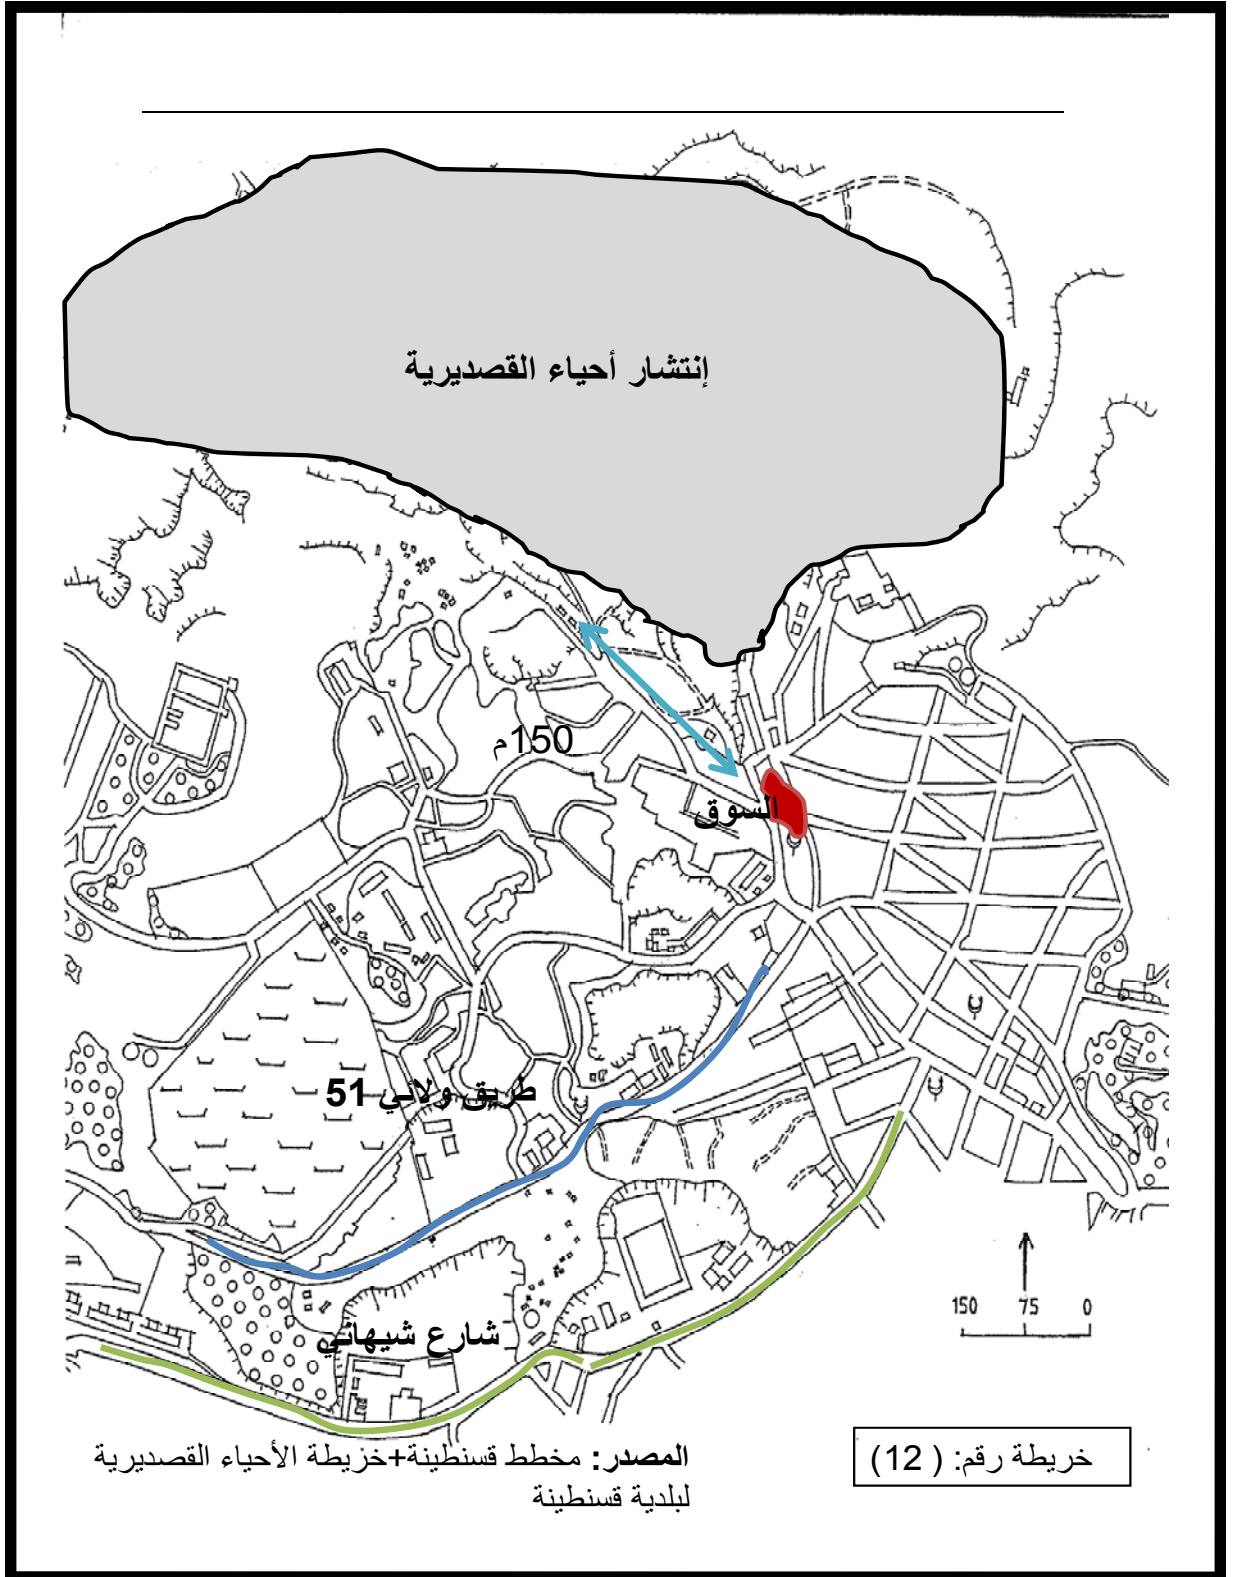 إنتشار أحياء القصديرية
150م
السوق
طريق ولائي 51
شارع شيهاني
150 75 0
المصدر: مخطط قسنطينة+خريطة الأحياء القصديرية
لبلدية قسنطينة
خريطة رقم: ( 12)